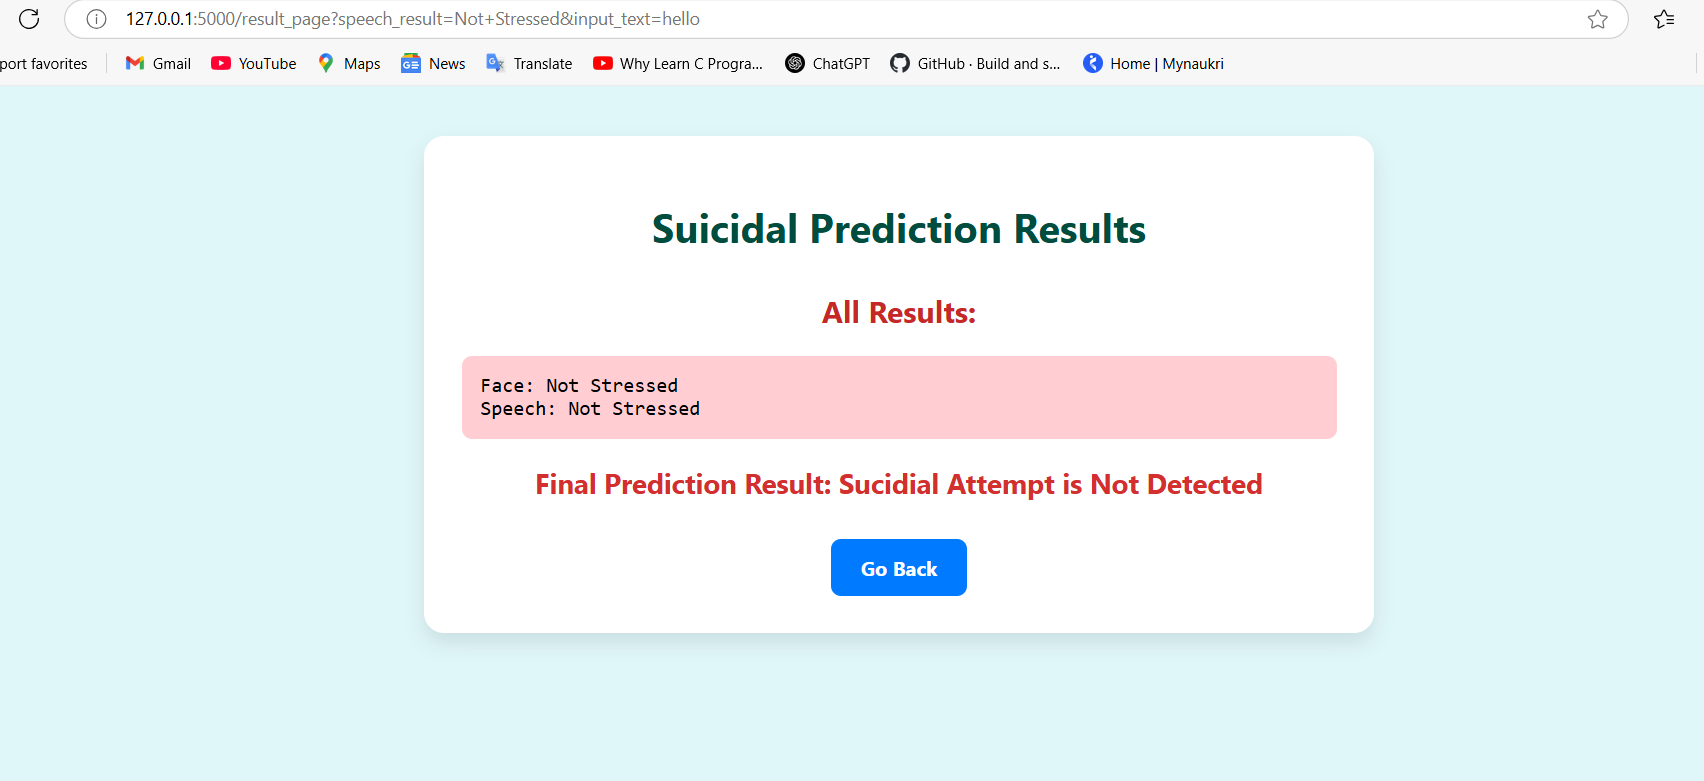 127.0.0.1:5000/result_page?speech_result=Not+Stressed&input_text=hello
port favorites Gmail YouTube Maps News Translate Why Learn C Progra... ChatGPT GitHub · Build and s... Home | Mynaukri
Suicidal Prediction Results
All Results:
Face: Not Stressed
Speech: Not Stressed
Final Prediction Result: Sucidial Attempt is Not Detected
Go Back